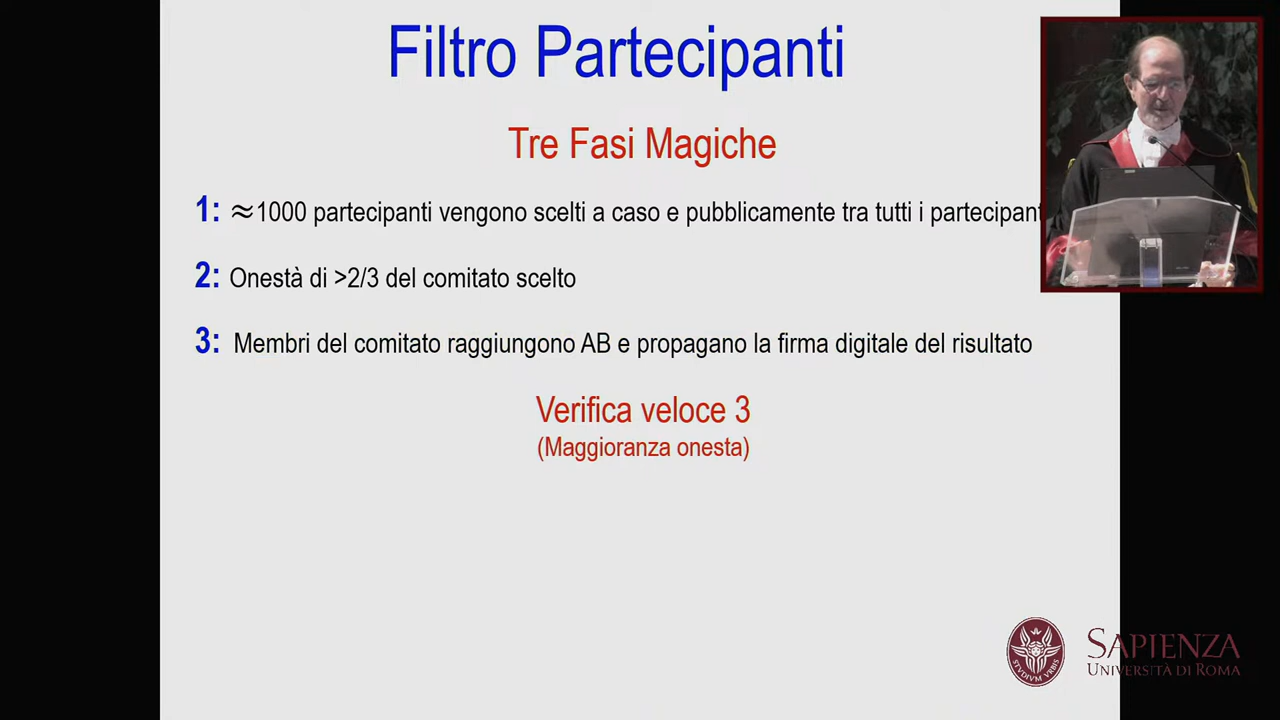 Filtro Partecipanti
Tre Fasi Magiche
1: ≈1000 partecipanti vengono scelti a caso e pubblicamente tra tutti i partecipant
2: Onestà di >2/3 del comitato scelto
3: Membri del comitato raggiungono AB e propagano la firma digitale del risultato
Verifica veloce 3
(Maggioranza onesta)
STVDIVM VRBIS
SAPIENZA
UNIVERSITÀ DI ROMA